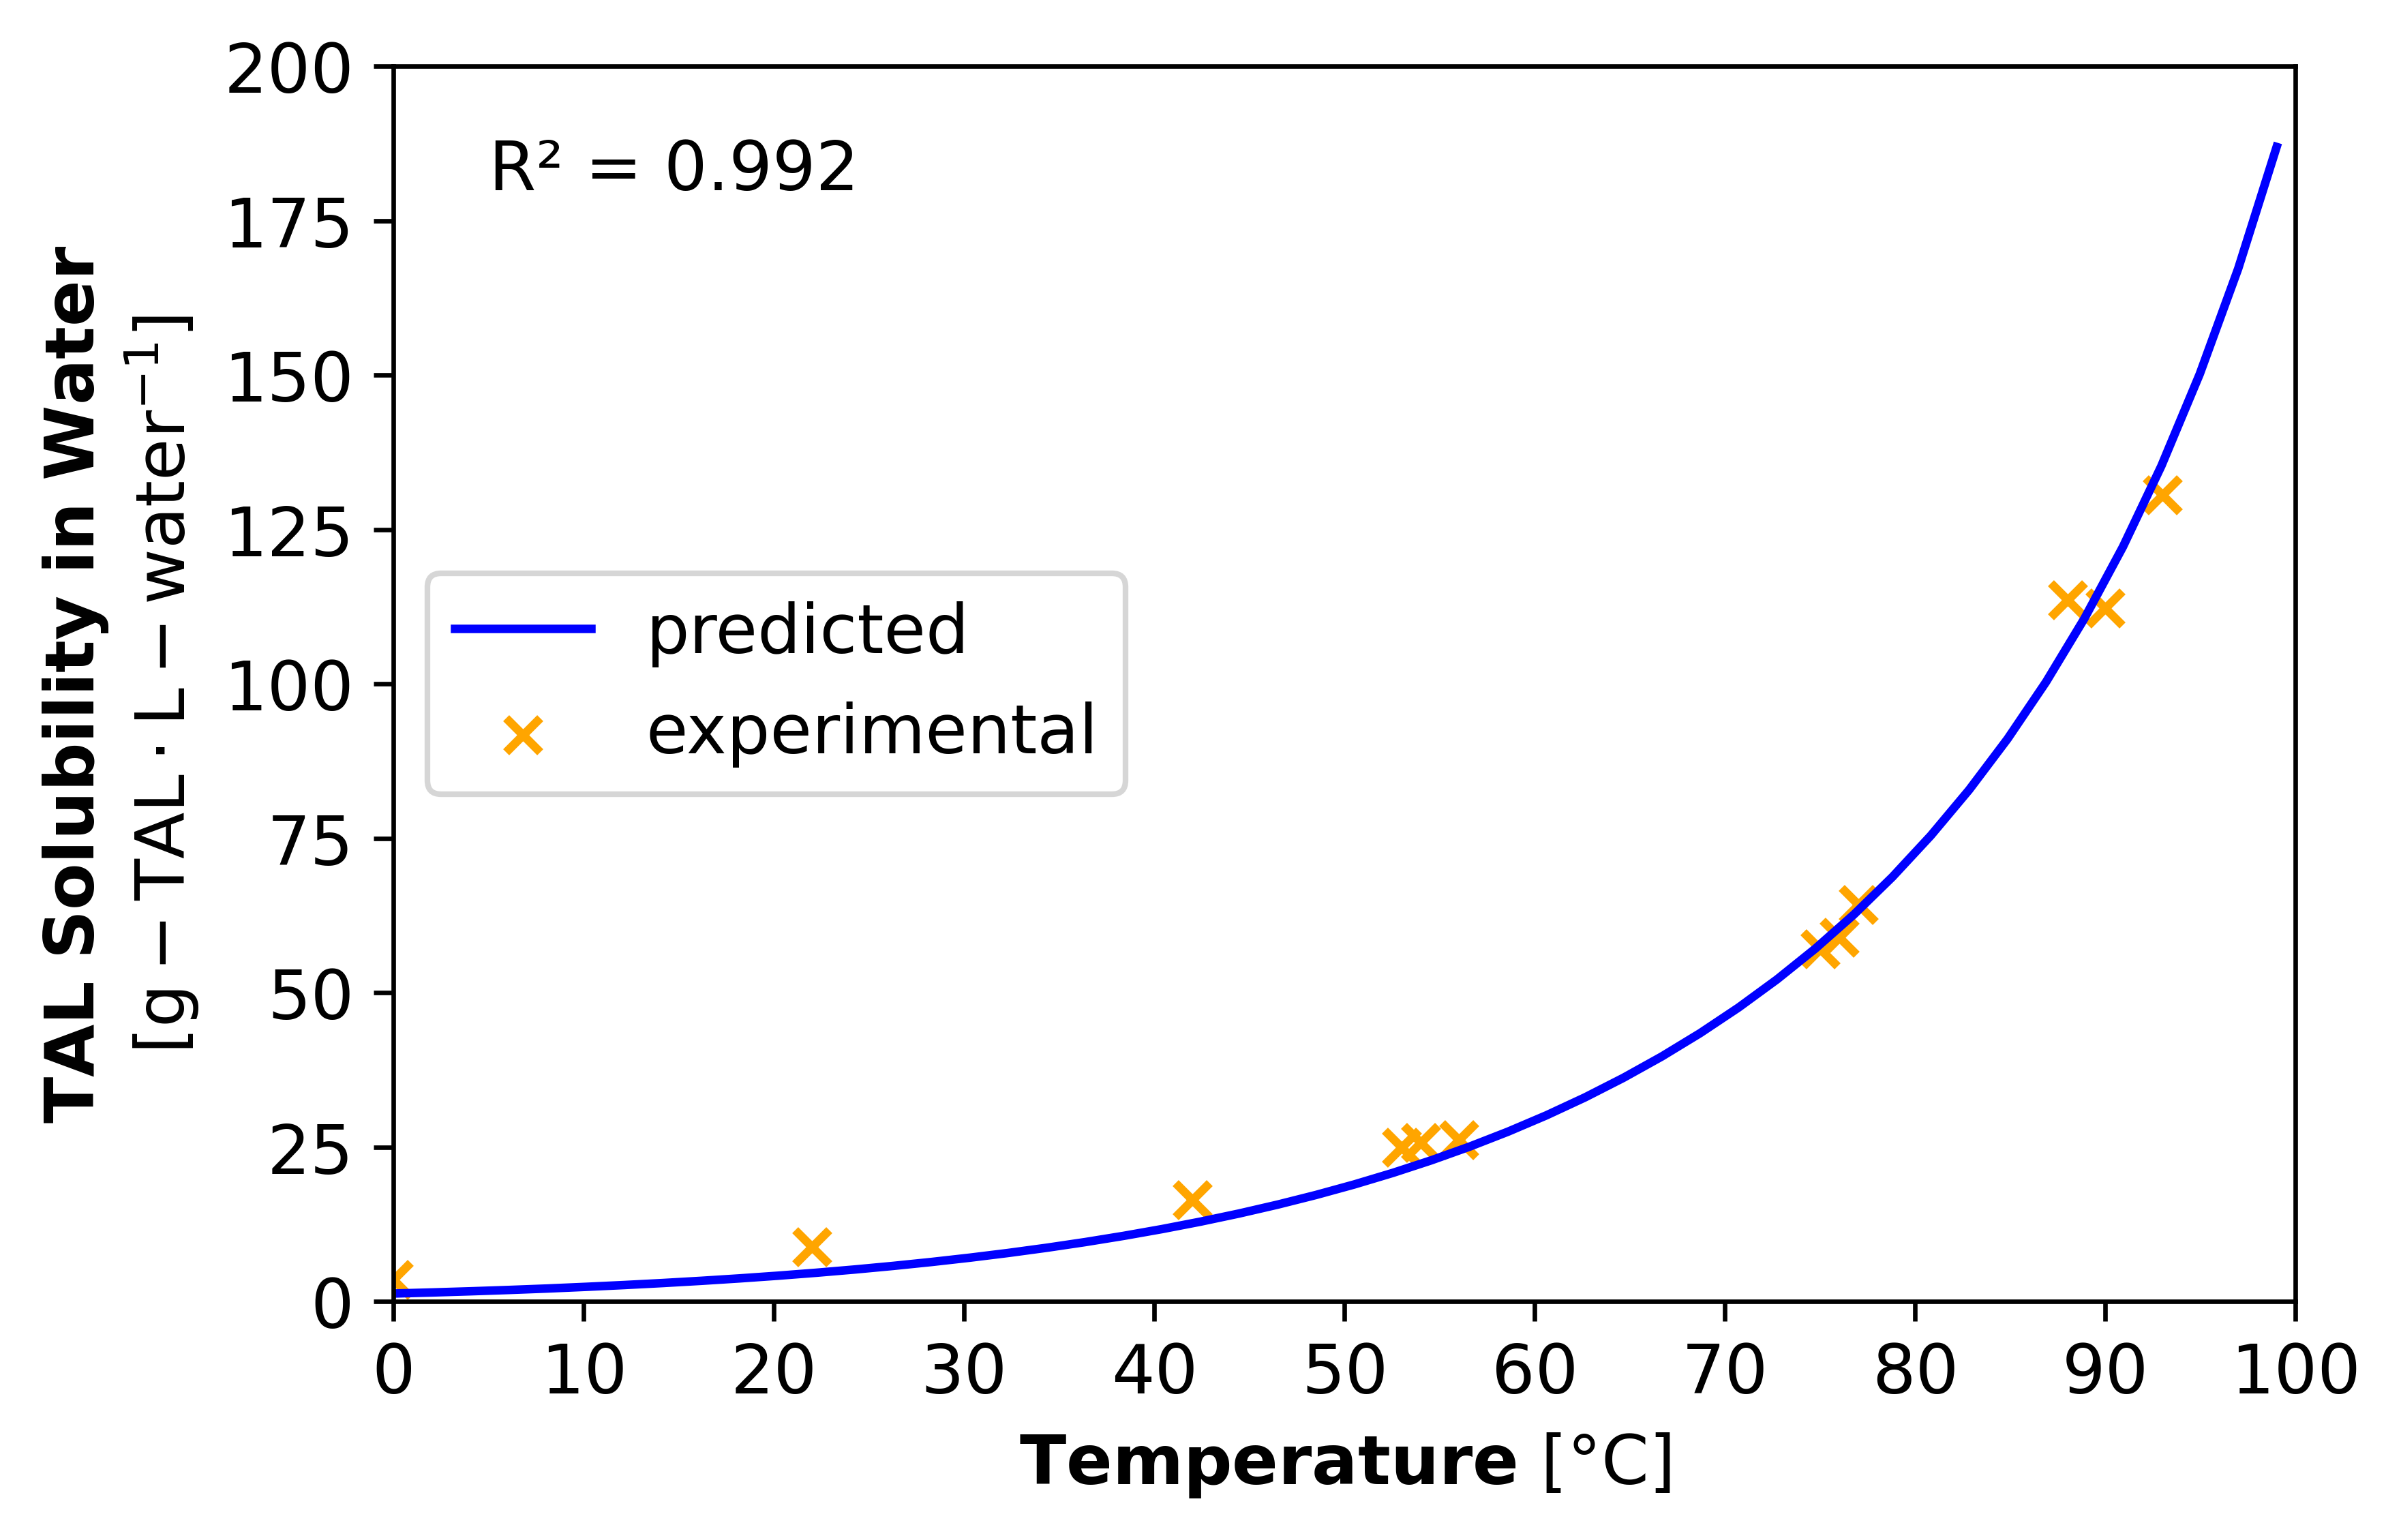 TAL Solubility in Water
[g − TAL · L − water⁻¹]
200
175
150
125
100
75
50
25
0
R² = 0.992
predicted
experimental
0 10 20 30 40 50 60 70 80 90 100
Temperature [°C]